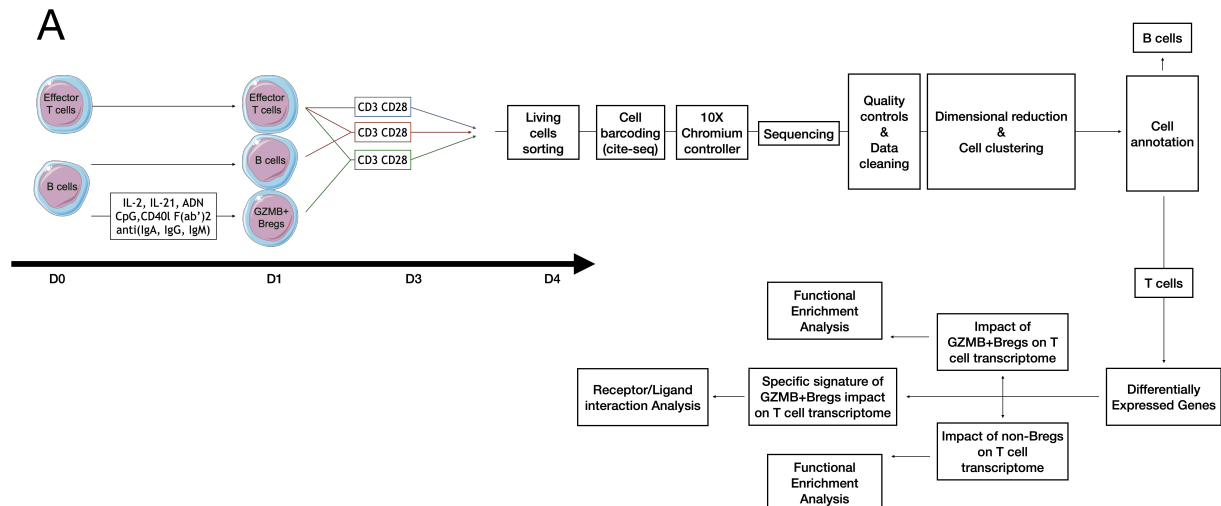 A
Effector
T cells
B cells
IL-2, IL-21, ADN
CpG,CD40l F(ab')2
anti(IgA, IgG, IgM)
Effector
T cells
B cells
GZMB+
Bregs
CD3 CD28
CD3 CD28
CD3 CD28
D0
D1
D3
D4
Living
cells
sorting
Cell
barcoding
(cite-seq)
10X
Chromium
controller
Sequencing
Quality
controls
&
Data
cleaning
Dimensional reduction
&
Cell clustering
B cells
Cell
annotation
T cells
Differentially
Expressed Genes
Impact of
GZMB+Bregs on T
cell transcriptome
Functional
Enrichment
Analysis
Specific signature of
GZMB+Bregs impact
on T cell transcriptome
Receptor/Ligand
interaction Analysis
Impact of non-Bregs
on T cell
transcriptome
Functional
Enrichment
Analysis